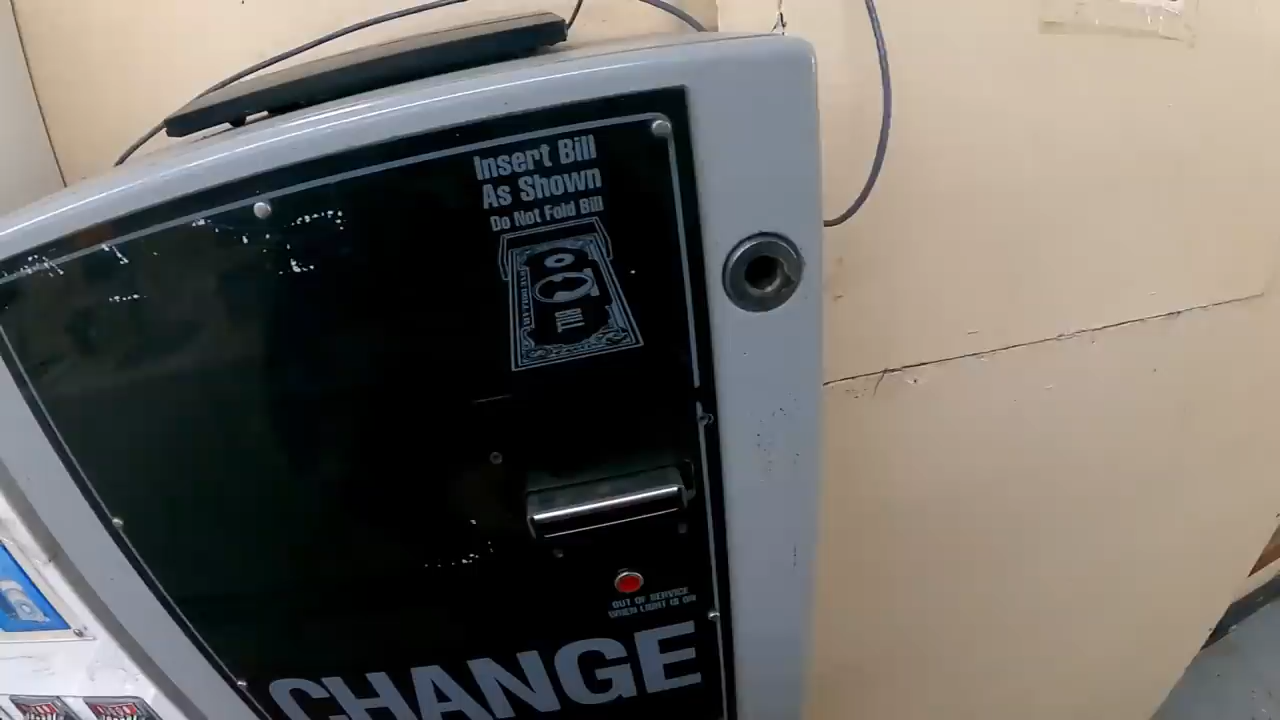 Insert Bill
As Shown
Do Not Fold Bill
OUT OF SERVICE
WHEN LIGHT IS ON
CHANGE